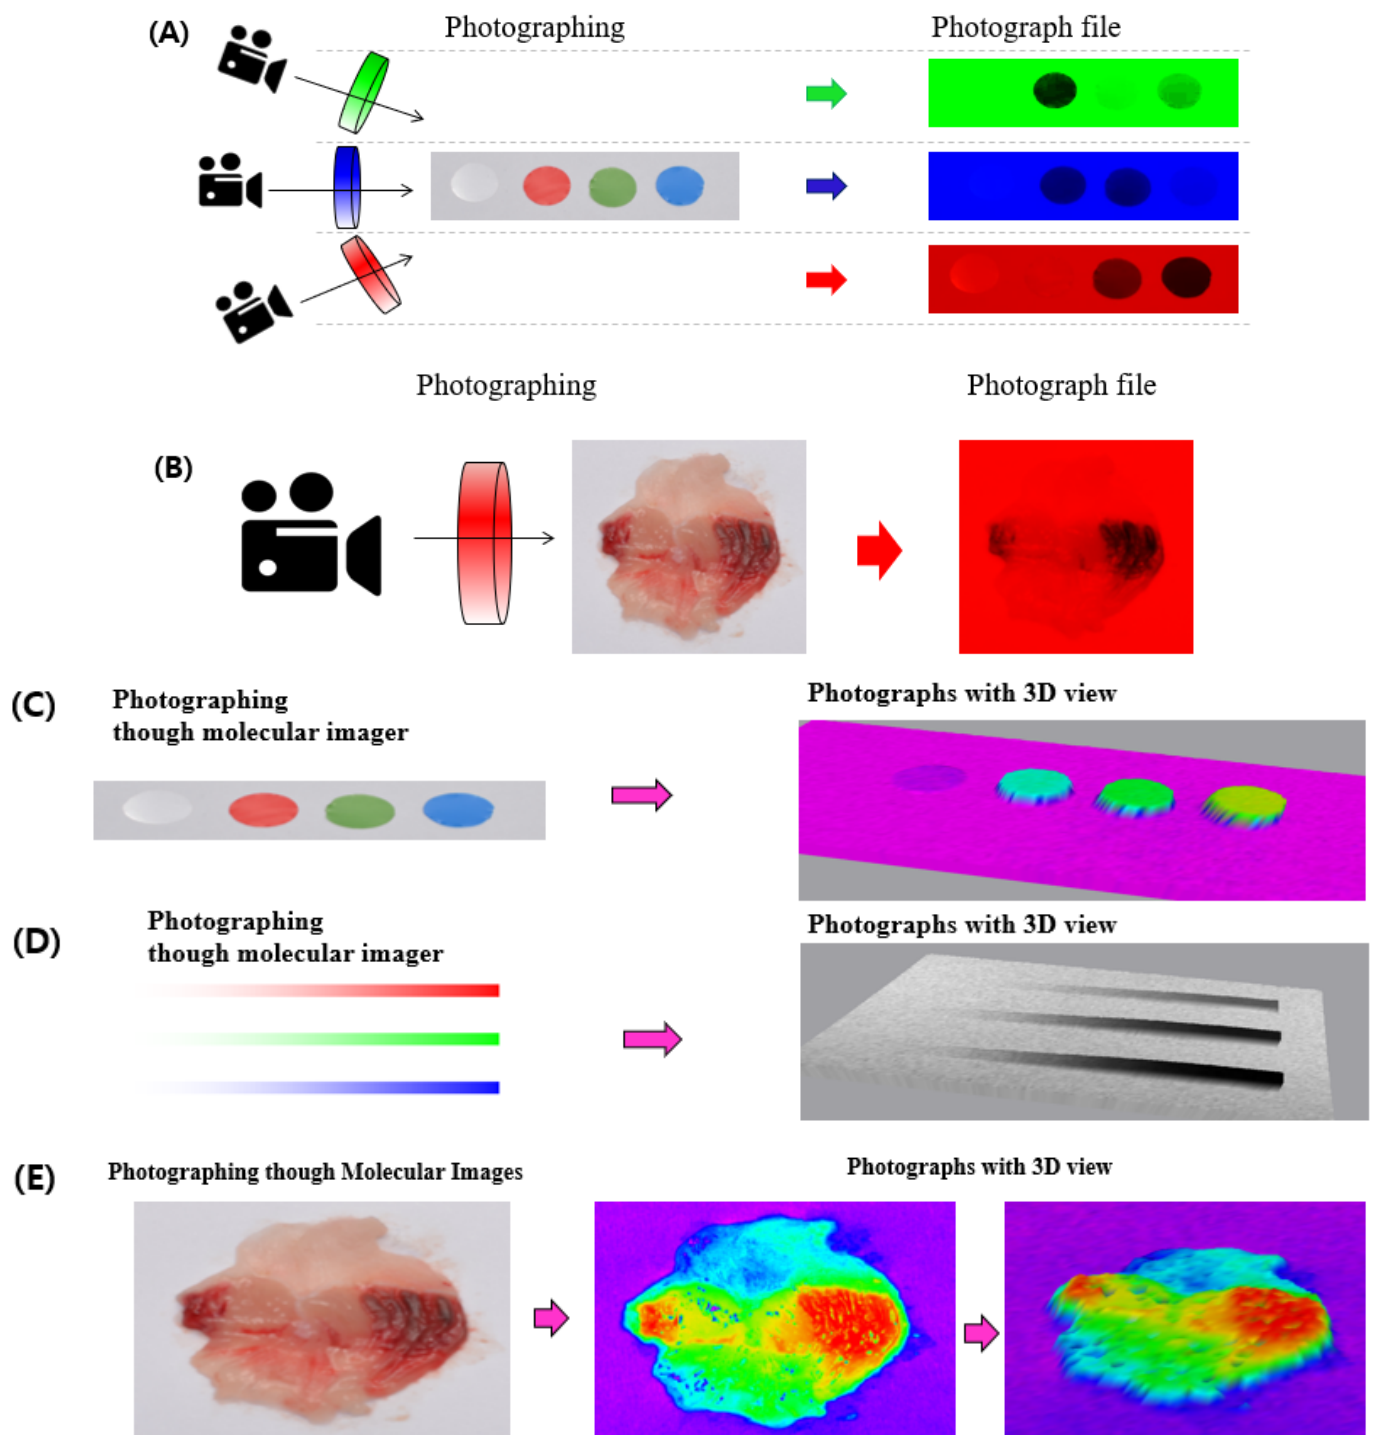 (A)
Photographing
Photograph file
Photographing
Photograph file
(B)
(C)
Photographing
though molecular imager
Photographs with 3D view
(D)
Photographing
though molecular imager
Photographs with 3D view
(E)
Photographing though Molecular Images
Photographs with 3D view